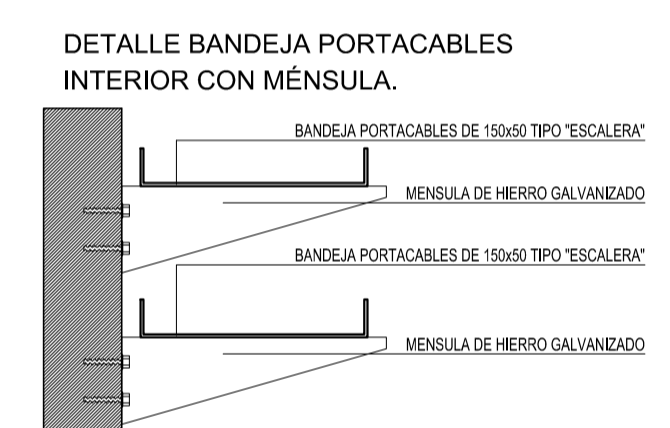 DETALLE BANDEJA PORTACABLES
INTERIOR CON MÉNSULA.
BANDEJA PORTACABLES DE 150x50 TIPO "ESCALERA"
MENSULA DE HIERRO GALVANIZADO
BANDEJA PORTACABLES DE 150x50 TIPO "ESCALERA"
MENSULA DE HIERRO GALVANIZADO